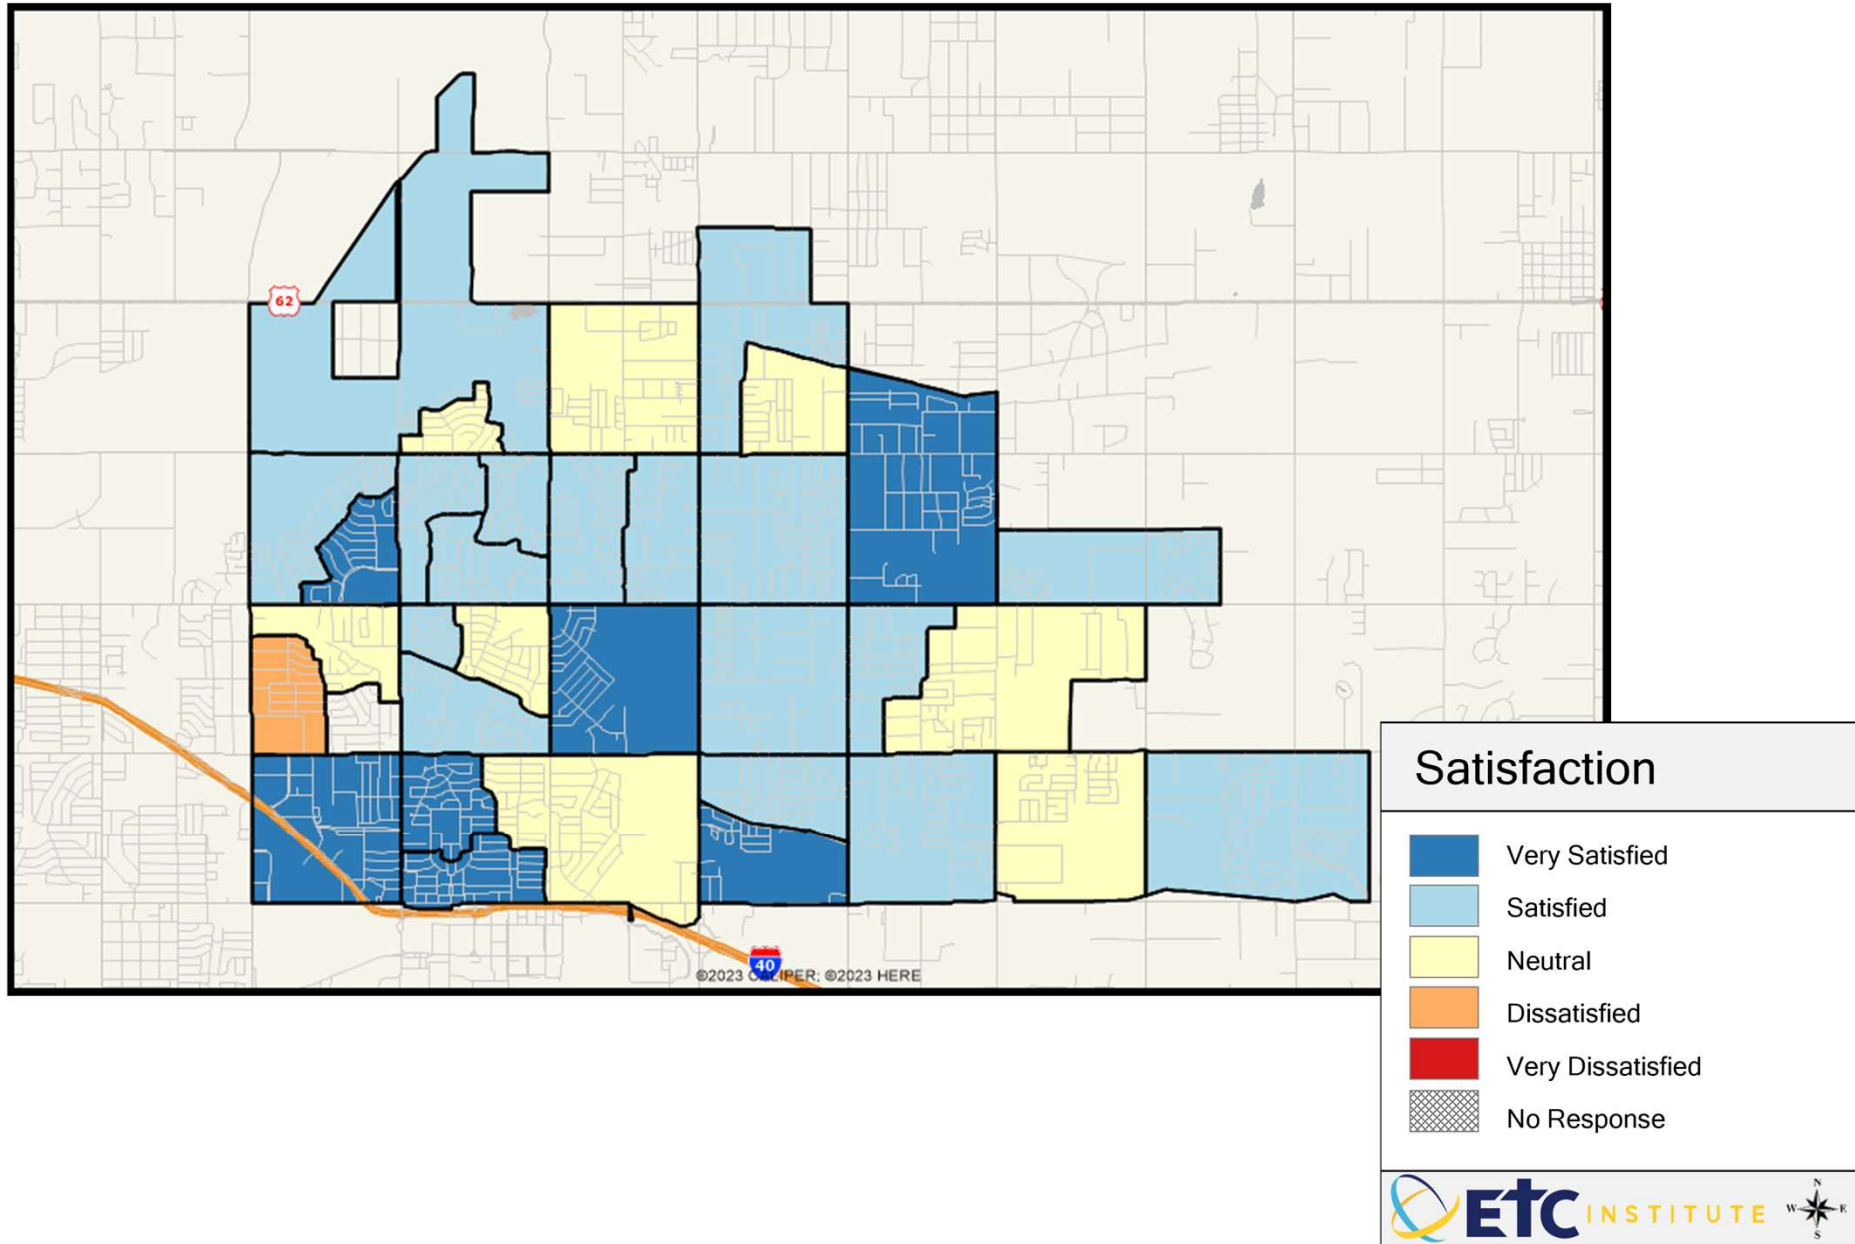 62
40
©2023 CALIPER; ©2023 HERE
Satisfaction
Very Satisfied
Satisfied
Neutral
Dissatisfied
Very Dissatisfied
No Response
ETC INSTITUTE
N
W E
S